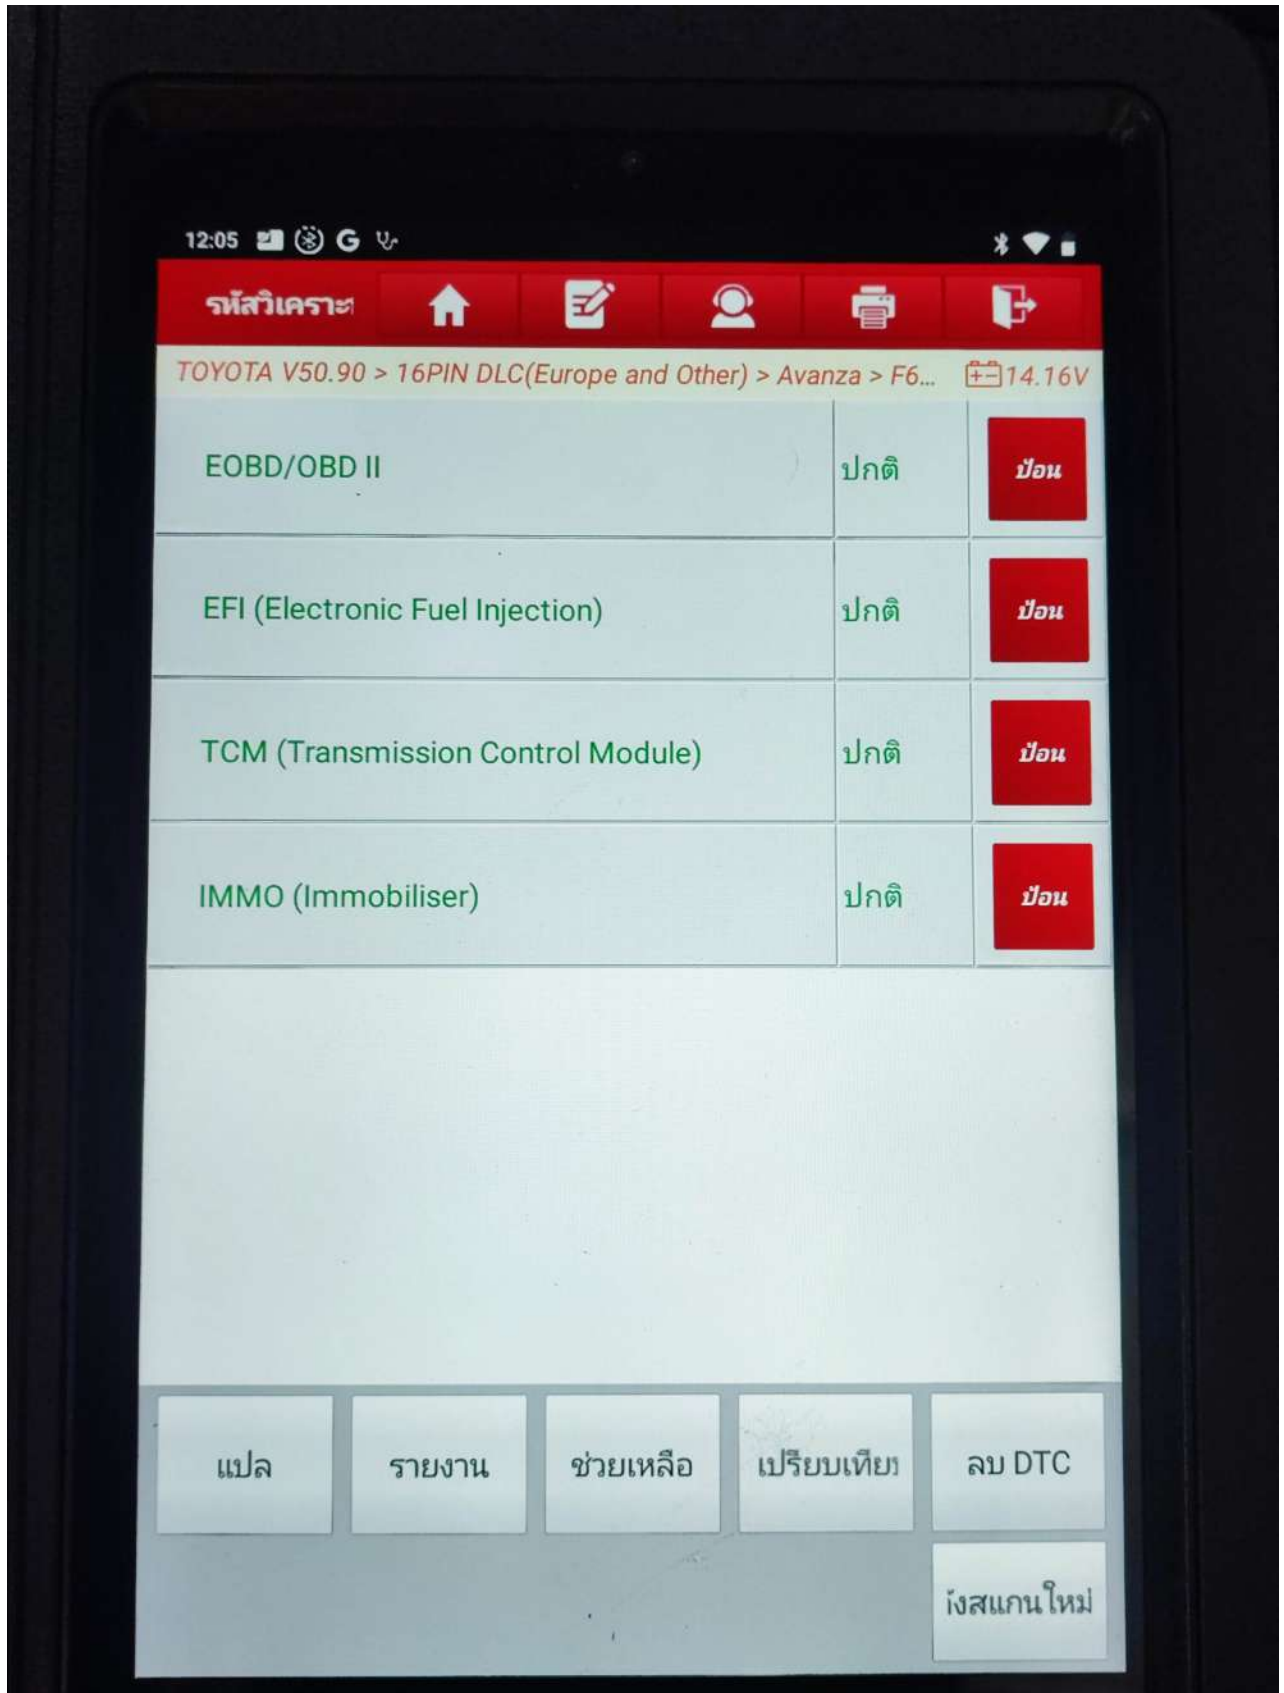 12:05 G
รหัสวิเคราะห
TOYOTA V50.90 > 16PIN DLC(Europe and Other) > Avanza > F6... 14.16V
EOBD/OBD II ปกติ ป้อน
EFI (Electronic Fuel Injection) ปกติ ป้อน
TCM (Transmission Control Module) ปกติ ป้อน
IMMO (Immobiliser) ปกติ ป้อน
แปล รายงาน ช่วยเหลือ เปรียบเทียบ ลบ DTC
ังสแกนใหม่